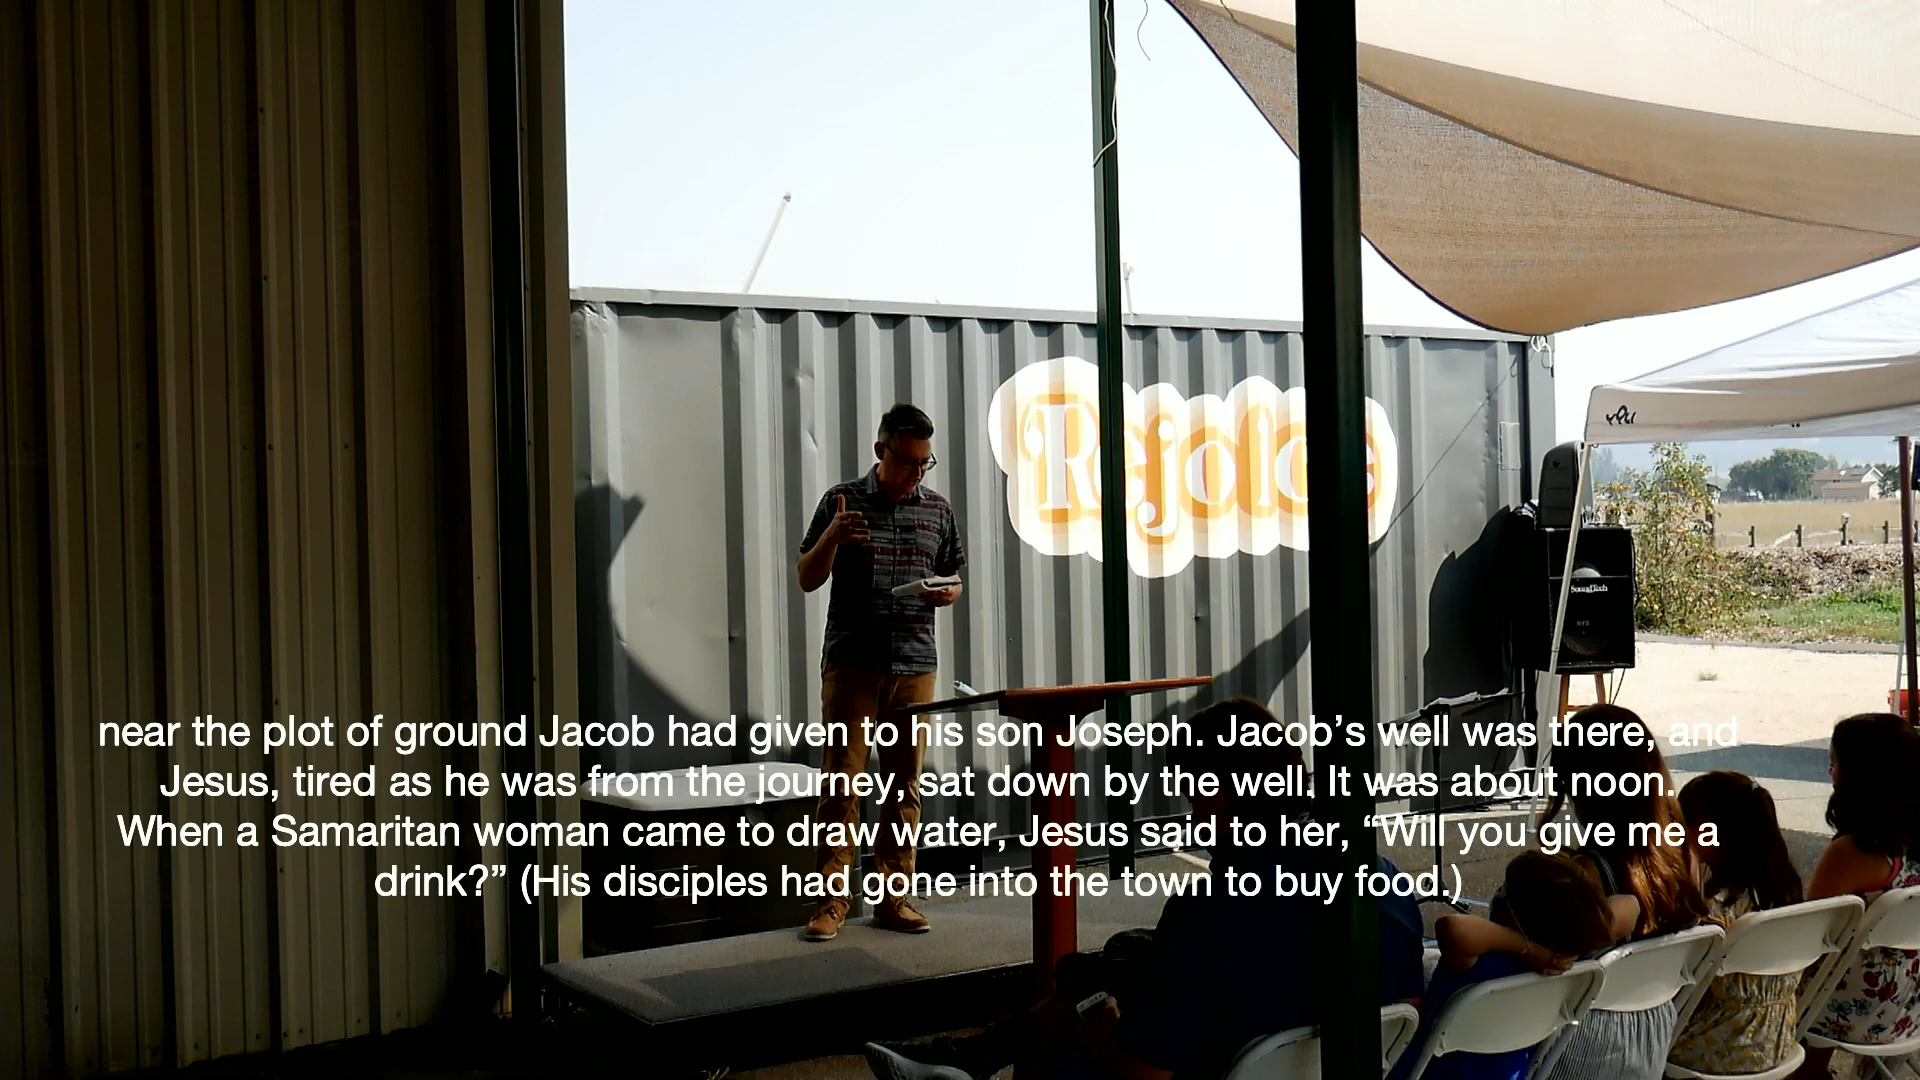 Rejoice
SoundTech
near the plot of ground Jacob had given to his son Joseph. Jacob’s well was there, and
Jesus, tired as he was from the journey, sat down by the well. It was about noon.
When a Samaritan woman came to draw water, Jesus said to her, “Will you give me a
drink?” (His disciples had gone into the town to buy food.)